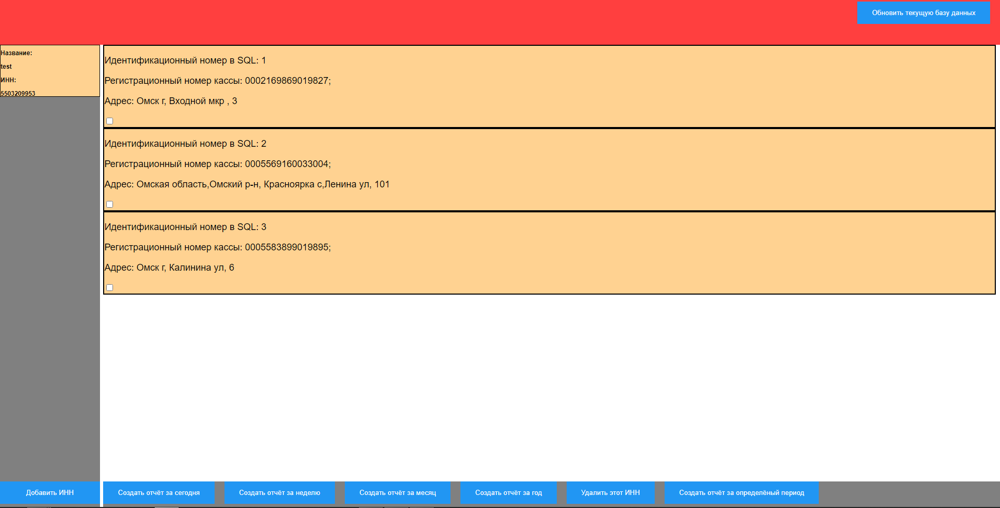 Обновить текущую базу данных
Название:
test
ИНН:
5503209953
Идентификационный номер в SQL: 1
Регистрационный номер кассы: 0002169869019827;
Адрес: Омск г, Входной мкр , 3
Идентификационный номер в SQL: 2
Регистрационный номер кассы: 0005569160033004;
Адрес: Омская область,Омский р-н, Красноярка с,Ленина ул, 101
Идентификационный номер в SQL: 3
Регистрационный номер кассы: 0005583899019895;
Адрес: Омск г, Калинина ул, 6
Добавить ИНН
Создать отчёт за сегодня
Создать отчёт за неделю
Создать отчёт за месяц
Создать отчёт за год
Удалить этот ИНН
Создать отчёт за определёный период